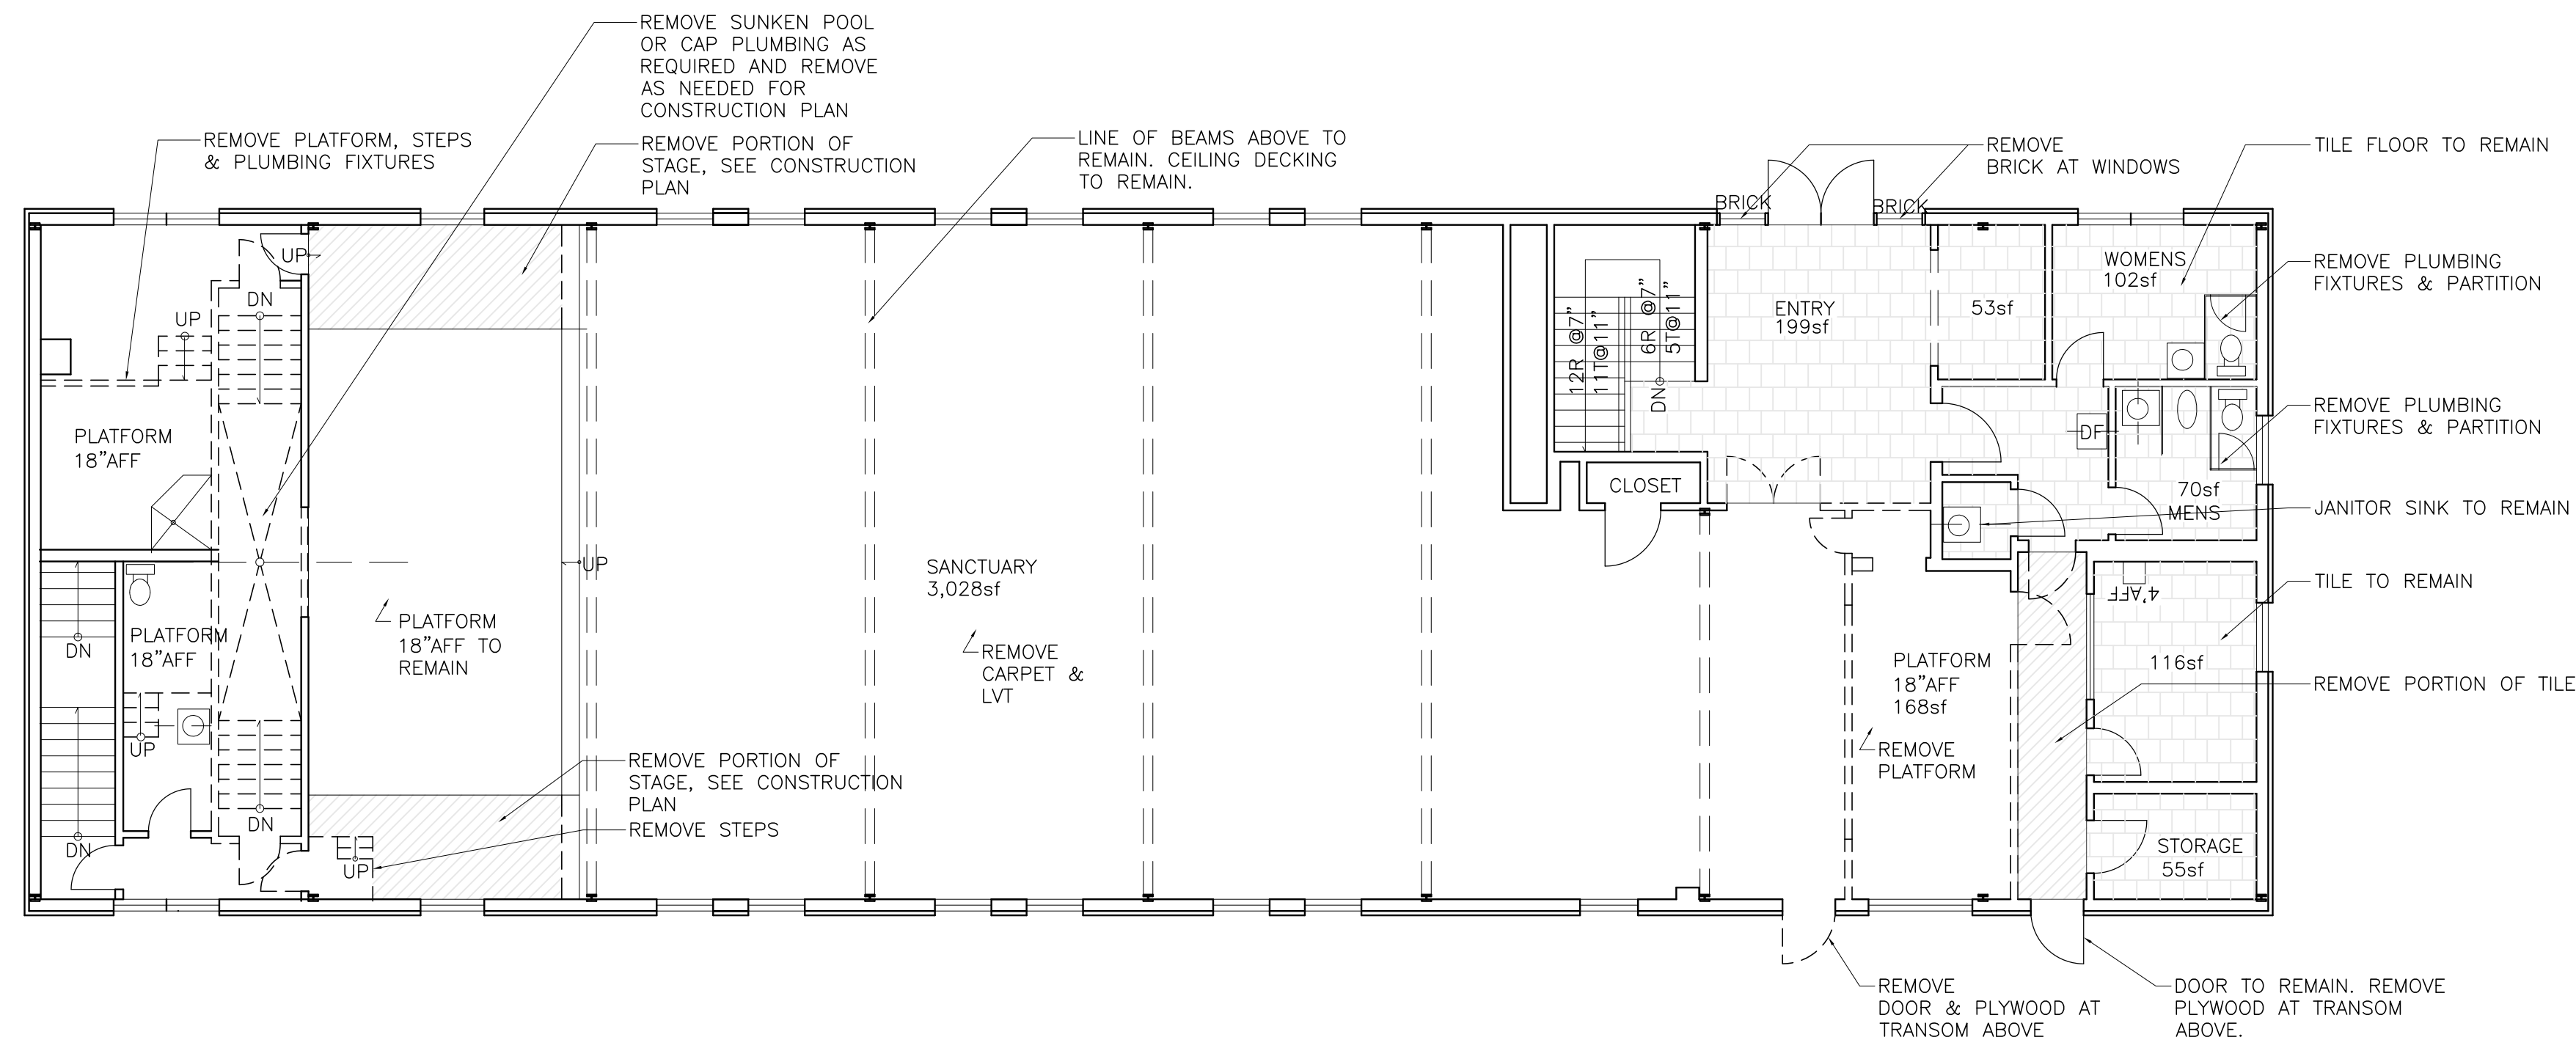 REMOVE SUNKEN POOL
OR CAP PLUMBING AS
REQUIRED AND REMOVE
AS NEEDED FOR
CONSTRUCTION PLAN
REMOVE PLATFORM, STEPS
& PLUMBING FIXTURES
REMOVE PORTION OF
STAGE, SEE CONSTRUCTION
PLAN
LINE OF BEAMS ABOVE TO
REMAIN. CEILING DECKING
TO REMAIN.
REMOVE
BRICK AT WINDOWS
TILE FLOOR TO REMAIN
BRICK
BRICK
UP
DN
UP
PLATFORM
18"AFF
12R @7"
11T@11"
6R @7"
5T@11"
DN
ENTRY
199sf
53sf
WOMENS
102sf
REMOVE PLUMBING
FIXTURES & PARTITION
REMOVE PLUMBING
FIXTURES & PARTITION
DF
CLOSET
70sf
MENS
JANITOR SINK TO REMAIN
UP
SANCTUARY
3,028sf
TILE TO REMAIN
4'AFF
PLATFORM
18"AFF TO
REMAIN
PLATFORM
18"AFF
DN
UP
REMOVE
CARPET &
LVT
PLATFORM
18"AFF
168sf
116sf
REMOVE PORTION OF TILE
REMOVE
PLATFORM
REMOVE PORTION OF
STAGE, SEE CONSTRUCTION
PLAN
REMOVE STEPS
DN
DN
UP
STORAGE
55sf
REMOVE
DOOR & PLYWOOD AT
TRANSOM ABOVE
DOOR TO REMAIN. REMOVE
PLYWOOD AT TRANSOM
ABOVE.